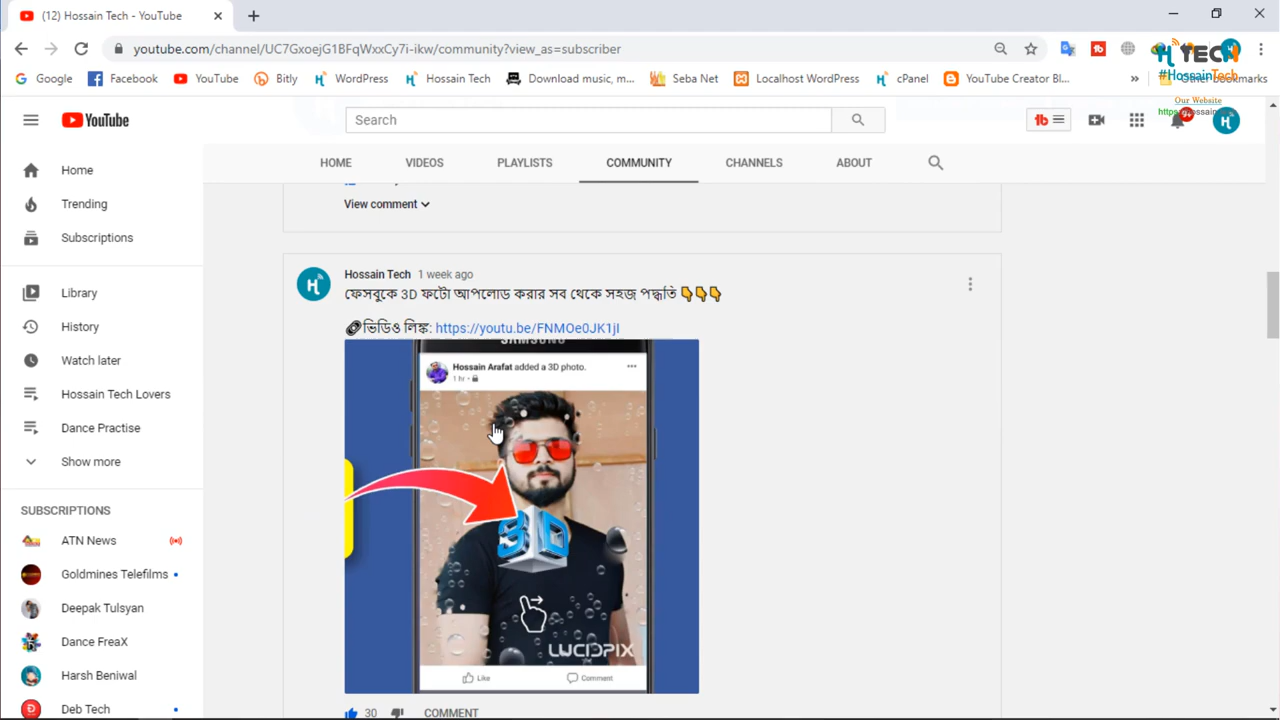 (12) Hossain Tech - YouTube
youtube.com/channel/UC7GxoejG1BFqWxxCy7i-ikw/community?view_as=subscriber
TECH
#HossainTech
Google
Facebook
YouTube
Bitly
WordPress
Hossain Tech
Download music, m...
Seba Net
Localhost WordPress
cPanel
YouTube Creator Bl...
»
Other bookmarks
Our Website
YouTube
Search
HOME
VIDEOS
PLAYLISTS
COMMUNITY
CHANNELS
ABOUT
Home
Trending
Subscriptions
Library
History
Watch later
Hossain Tech Lovers
Dance Practise
Show more
SUBSCRIPTIONS
ATN News
Goldmines Telefilms
Deepak Tulsyan
Dance FreaX
Harsh Beniwal
Deb Tech
View comment
Hossain Tech 1 week ago
ফেসবুকে 3D ফটো আপলোড করার সব থেকে সহজ পদ্ধতি 👇👇👇
🔗ভিডিও লিঙ্ক: https://youtu.be/FNMOe0JK1jI
SAMSUNG
Hossain Arafat added a 3D photo.
1 hr
3D
LUCIDPIX
Like
Comment
30
COMMENT